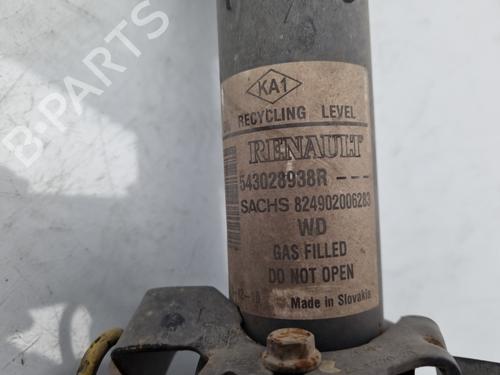 B-PARTS
KA1
RECYCLING LEVEL
RENAULT
543028938R ---
SACHS 824902006283
WD
GAS FILLED
DO NOT OPEN
Made in Slovakia